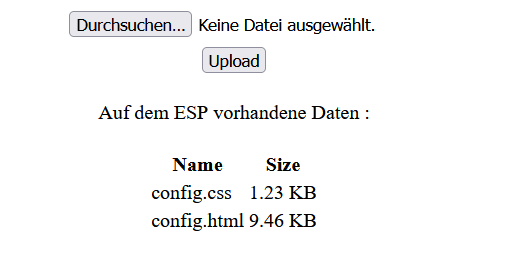 Durchsuchen... Keine Datei ausgewählt.
Upload
Auf dem ESP vorhandene Daten :
Name Size
config.css 1.23 KB
config.html 9.46 KB